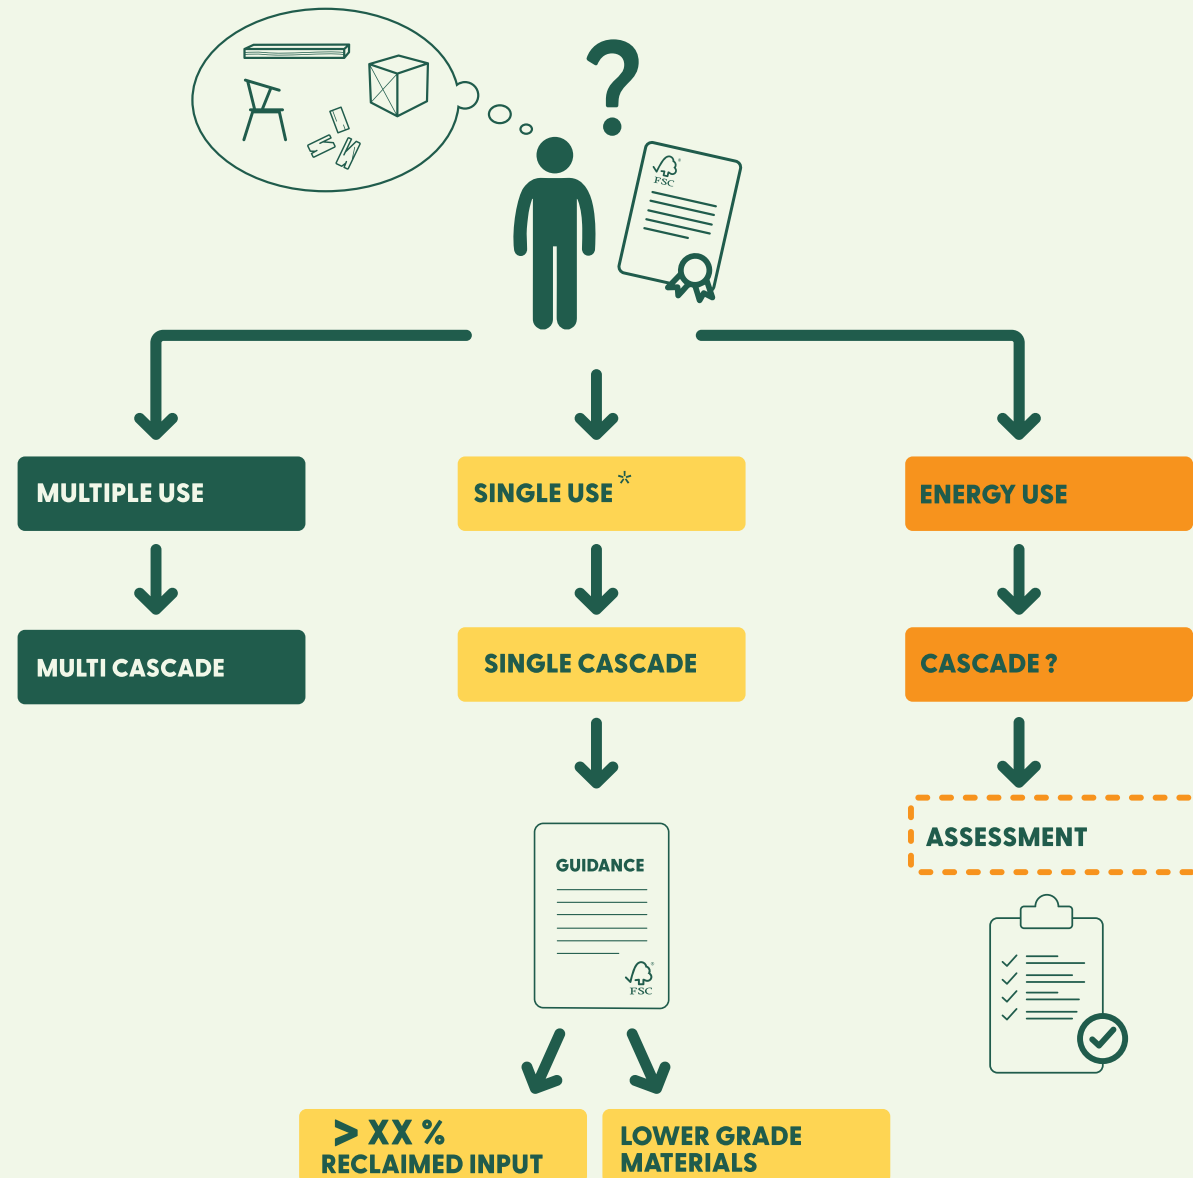 ?
FSC
MULTIPLE USE
SINGLE USE*
ENERGY USE
MULTI CASCADE
SINGLE CASCADE
CASCADE ?
ASSESSMENT
GUIDANCE
FSC
> XX %
RECLAIMED INPUT
LOWER GRADE
MATERIALS